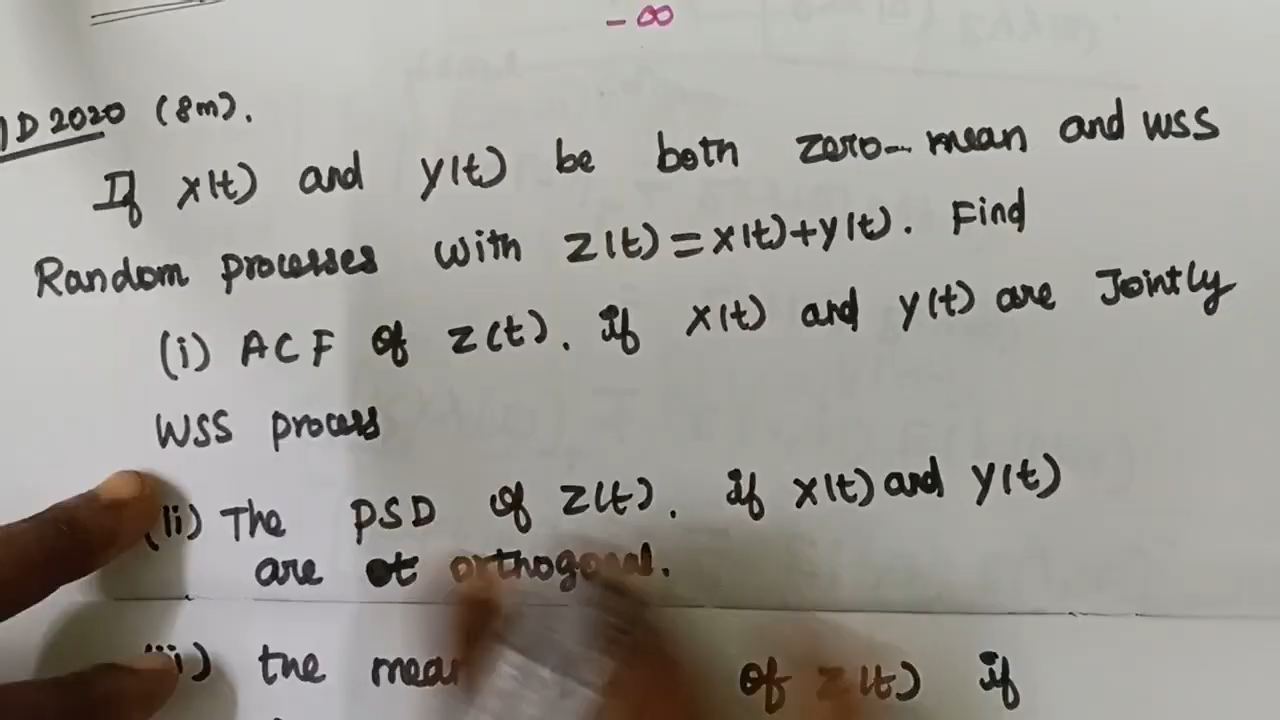 - ∞
D 2020 (8m).
If x(t) and y(t) be both zero-mean and WSS
Random processes with z(t) = x(t)+y(t). Find
(i) ACF of z(t). if x(t) and y(t) are Jointly
WSS process
(ii) The PSD of z(t). if x(t) and y(t)
are orthogonal.
the of z(t) if